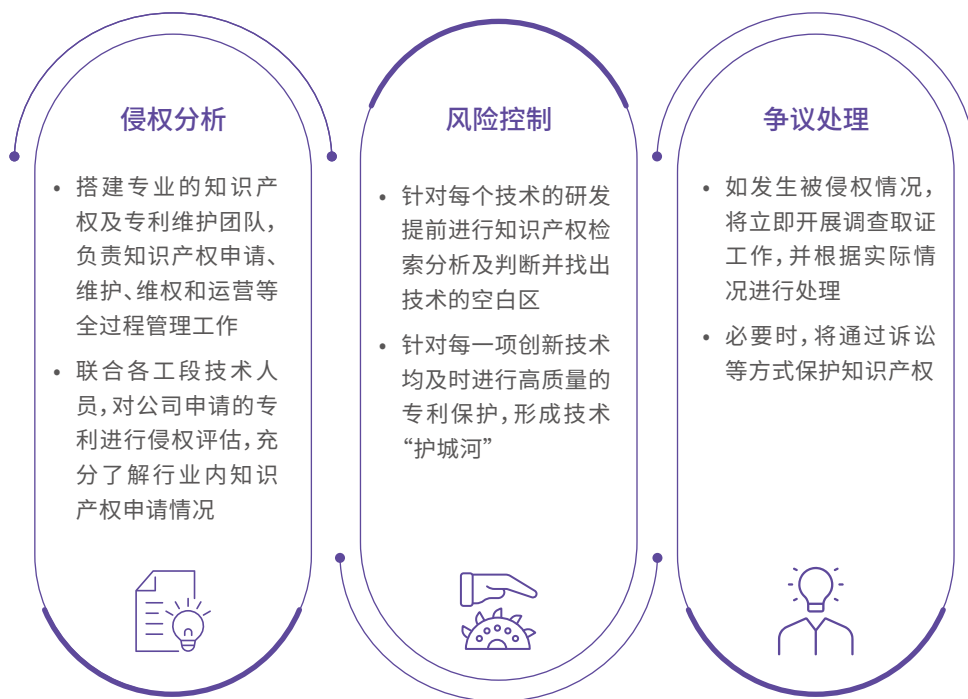 侵权分析
• 搭建专业的知识产
权及专利维护团队，
负责知识产权申请、
维护、维权和运营等
全过程管理工作
• 联合各工段技术人
员，对公司申请的专
利进行侵权评估，充
分了解行业内知识
产权申请情况
风险控制
• 针对每个技术的研发
提前进行知识产权检
索分析及判断并找出
技术的空白区
• 针对每一项创新技术
均及时进行高质量的
专利保护，形成技术
“护城河”
争议处理
• 如发生被侵权情况，
将立即开展调查取证
工作，并根据实际情
况进行处理
• 必要时，将通过诉讼
等方式保护知识产权